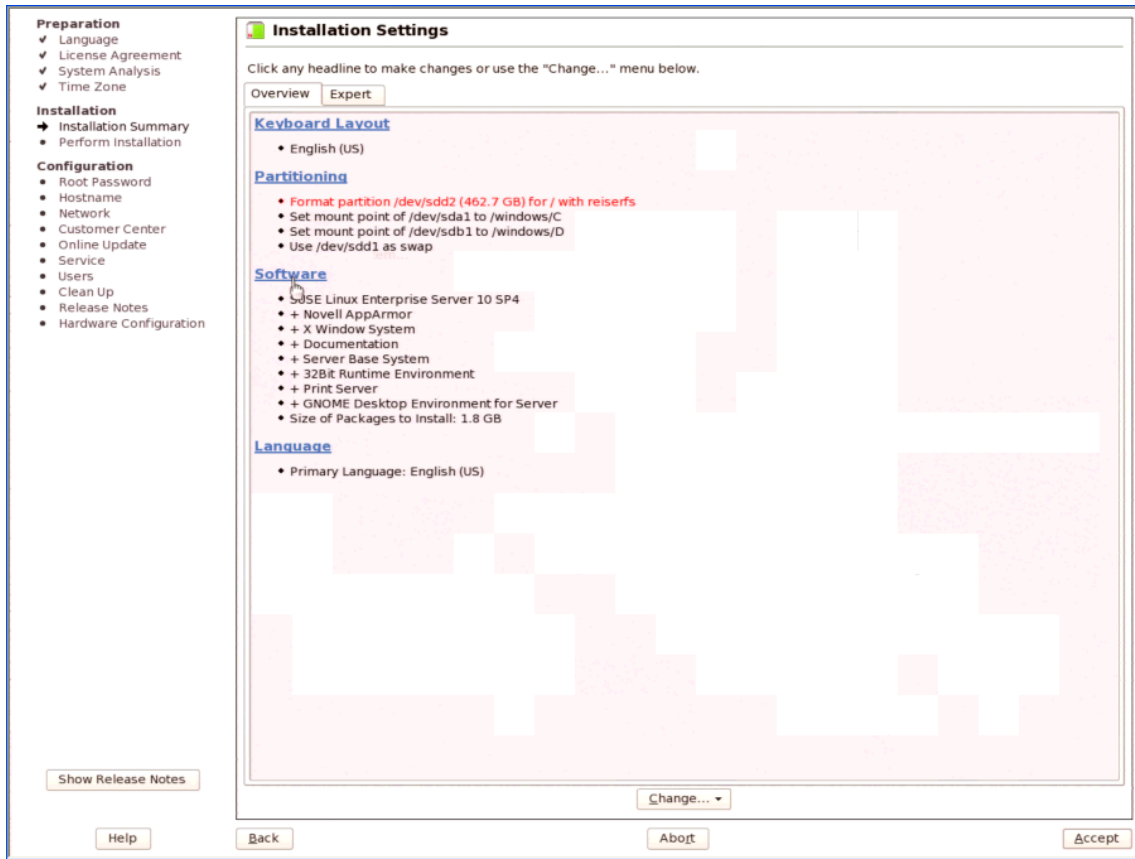 Preparation
Language
License Agreement
System Analysis
Time Zone
Installation
Installation Summary
Perform Installation
Configuration
Root Password
Hostname
Network
Customer Center
Online Update
Service
Users
Clean Up
Release Notes
Hardware Configuration
Show Release Notes
Help
Installation Settings
Click any headline to make changes or use the "Change..." menu below.
Overview
Expert
Keyboard Layout
English (US)
Partitioning
Format partition /dev/sdd2 (462.7 GB) for / with reiserfs
Set mount point of /dev/sda1 to /windows/C
Set mount point of /dev/sdb1 to /windows/D
Use /dev/sdd1 as swap
Software
SUSE Linux Enterprise Server 10 SP4
+ Novell AppArmor
+ X Window System
+ Documentation
+ Server Base System
+ 32Bit Runtime Environment
+ Print Server
+ GNOME Desktop Environment for Server
Size of Packages to Install: 1.8 GB
Language
Primary Language: English (US)
Change...
Back
Abort
Accept